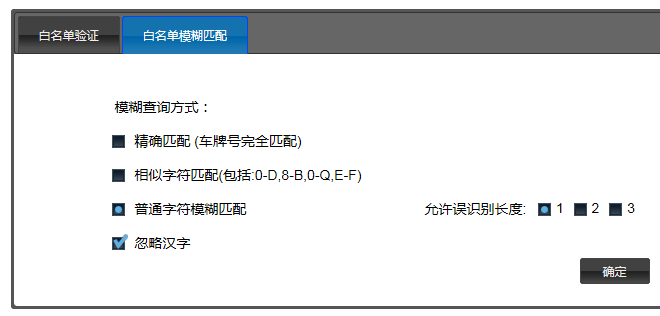 白名单验证 白名单模糊匹配
模糊查询方式：
精确匹配 (车牌号完全匹配)
相似字符匹配(包括:0-D,8-B,0-Q,E-F)
普通字符模糊匹配 允许误识别长度: 1 2 3
忽略汉字
确定